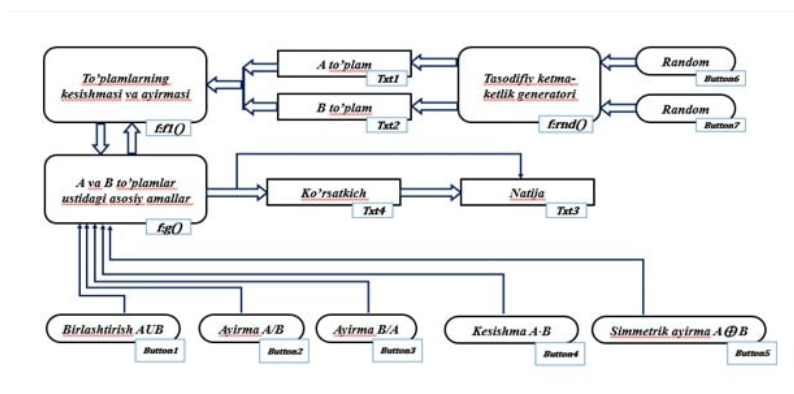 To'plamlarning
kesishmasi va ayirmasi
f:f1()
A to'plam
Txt1
B to'plam
Txt2
Tasodifiy ketma-
ketlik generatori
f:rnd()
Random
Button6
Random
Button7
A va B to'plamlar
ustidagi asosiy amallar
f:g()
Ko'rsatkich
Txt4
Natija
Txt3
Birlashtirish AUB
Button1
Ayirma A/B
Button2
Ayirma B/A
Button3
Kesishma A·B
Button4
Simmetrik ayirma A⊕B
Button5